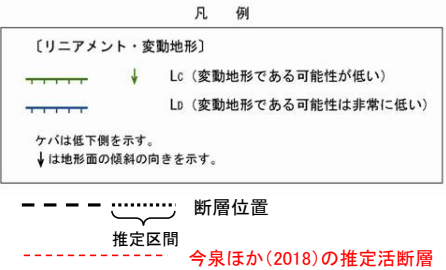 凡 例
〔リニアメント・変動地形〕
LC（変動地形である可能性が低い）
LD（変動地形である可能性は非常に低い）
ケバは低下側を示す。
↓は地形面の傾斜の向きを示す。
断層位置
推定区間
今泉ほか(2018)の推定活断層